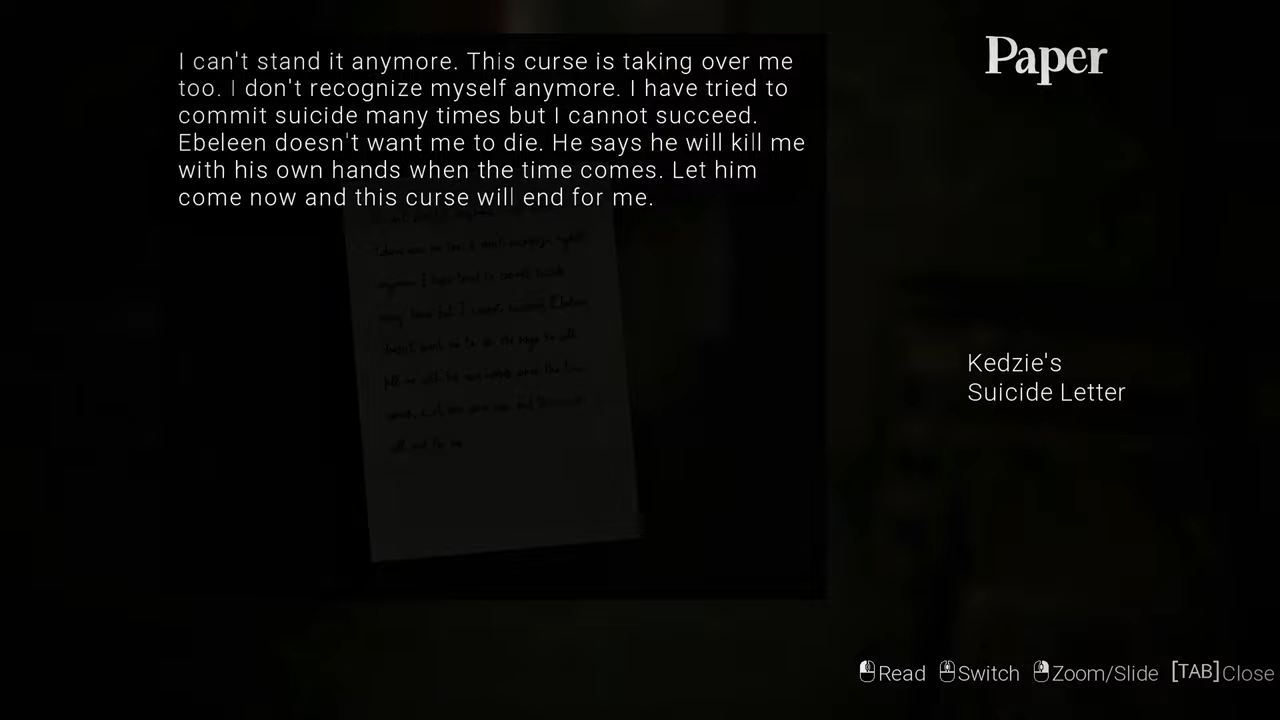 I can't stand it anymore. This curse is taking over me
too. I don't recognize myself anymore. I have tried to
commit suicide many times but I cannot succeed.
Ebeleen doesn't want me to die. He says he will kill me
with his own hands when the time comes. Let him
come now and this curse will end for me.
Paper
Kedzie's
Suicide Letter
Read Switch Zoom/Slide [TAB]Close